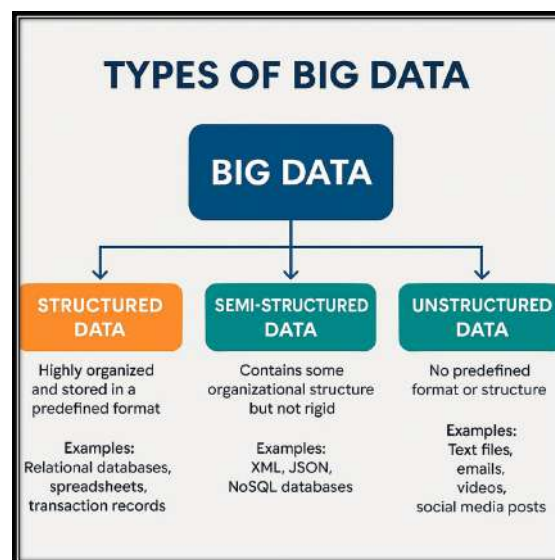 TYPES OF BIG DATA
BIG DATA
STRUCTURED
DATA
Highly organized
and stored in a
predefined format
Examples:
Relational databases,
spreadsheets,
transaction records
SEMI-STRUCTURED
DATA
Contains some
organizational structure
but not rigid
Examples:
XML, JSON,
NoSQL databases
UNSTRUCTURED
DATA
No predefined
format or structure
Examples:
Text files,
emails,
videos,
social media posts